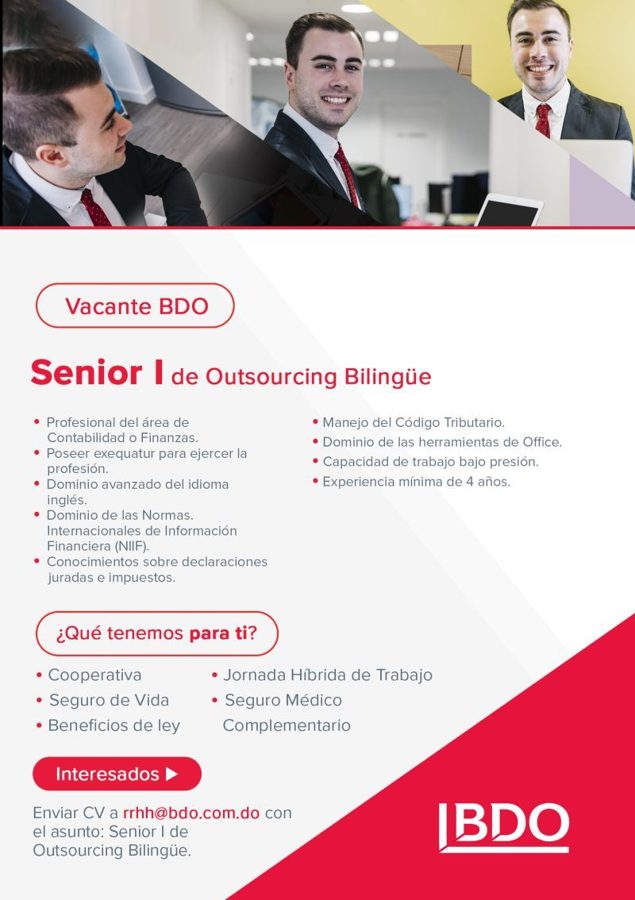 Vacante BDO
Senior I de Outsourcing Bilingüe
• Profesional del área de
Contabilidad o Finanzas.
• Poseer exequatur para ejercer la
profesión.
• Dominio avanzado del idioma
inglés.
• Dominio de las Normas.
Internacionales de Información
Financiera (NIIF).
• Conocimientos sobre declaraciones
juradas e impuestos.
• Manejo del Código Tributario.
• Dominio de las herramientas de Office.
• Capacidad de trabajo bajo presión.
• Experiencia mínima de 4 años.
¿Qué tenemos para ti?
• Cooperativa
• Seguro de Vida
• Beneficios de ley
• Jornada Híbrida de Trabajo
• Seguro Médico
Complementario
Interesados
Enviar CV a rrhh@bdo.com.do con
el asunto: Senior I de
Outsourcing Bilingüe.
BDO